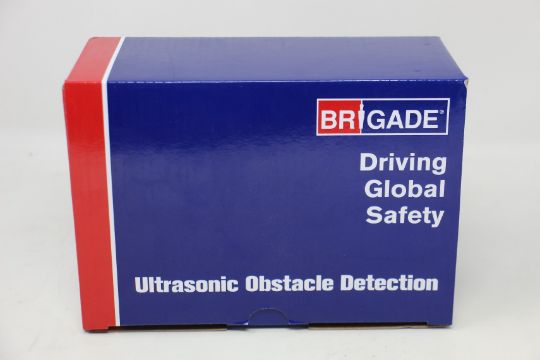 BRIGADE®
Driving
Global
Safety
Ultrasonic Obstacle Detection